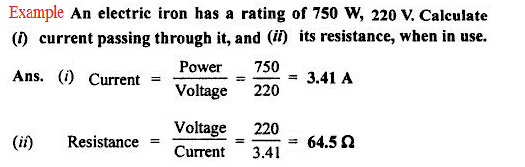 Example An electric iron has a rating of 750 W, 220 V. Calculate
(i) current passing through it, and (ii) its resistance, when in use.
Ans. (i) Current = Power / Voltage = 750 / 220 = 3.41 A
(ii) Resistance = Voltage / Current = 220 / 3.41 = 64.5 Ω